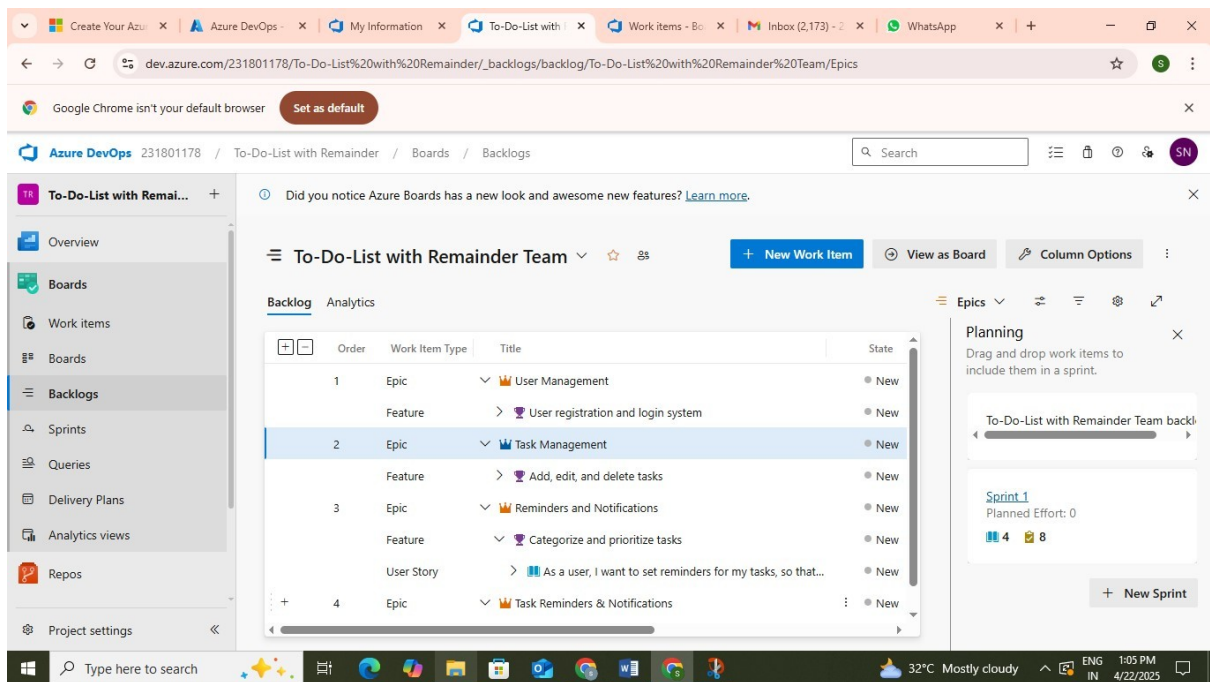 Create Your Azu
Azure DevOps -
My Information
To-Do-List with
Work items - Bo
Inbox (2,173) - 2
WhatsApp
dev.azure.com/231801178/To-Do-List%20with%20Remainder/_backlogs/backlog/To-Do-List%20with%20Remainder%20Team/Epics
S
Google Chrome isn't your default browser
Set as default
Azure DevOps 231801178 / To-Do-List with Remainder / Boards / Backlogs
Search
SN
TR To-Do-List with Remai... +
Did you notice Azure Boards has a new look and awesome new features? Learn more.
Overview
Boards
Work items
Boards
Backlogs
Sprints
Queries
Delivery Plans
Analytics views
Repos
Project settings
To-Do-List with Remainder Team
+ New Work Item
View as Board
Column Options
Backlog Analytics
Epics
Order Work Item Type Title State
1 Epic User Management New
Feature User registration and login system New
2 Epic Task Management New
Feature Add, edit, and delete tasks New
3 Epic Reminders and Notifications New
Feature Categorize and prioritize tasks New
User Story As a user, I want to set reminders for my tasks, so that... New
+ 4 Epic Task Reminders & Notifications New
Planning
Drag and drop work items to
include them in a sprint.
To-Do-List with Remainder Team backl
Sprint 1
Planned Effort: 0
4 8
+ New Sprint
Type here to search
32°C Mostly cloudy
ENG
IN
1:05 PM
4/22/2025